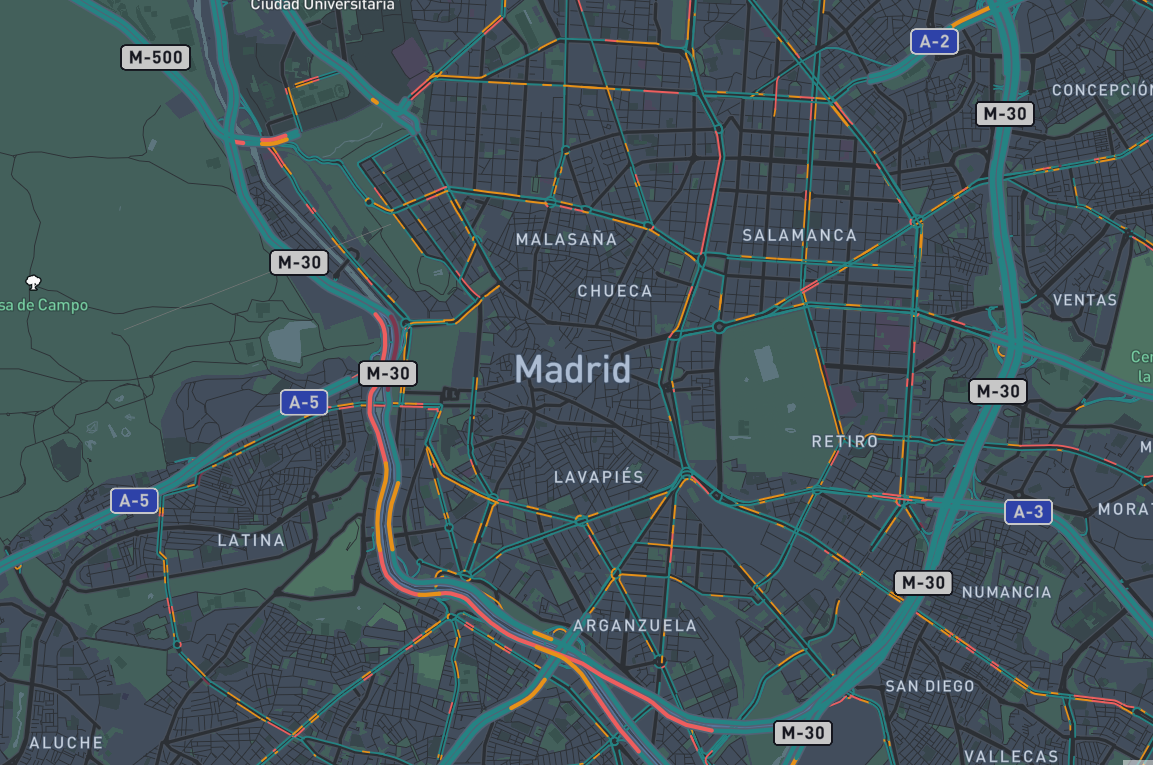 Ciudad Universitaria
M-500
A-2
CONCEPCIÓN
M-30
MALASAÑA
SALAMANCA
M-30
CHUECA
VENTAS
sa de Campo
Cer
la
Madrid
M-30
A-5
M-30
RETIRO
M
LAVAPIÉS
A-5
A-3
MORAT
LATINA
M-30
NUMANCIA
ARGANZUELA
SAN DIEGO
M-30
ALUCHE
VALLECAS